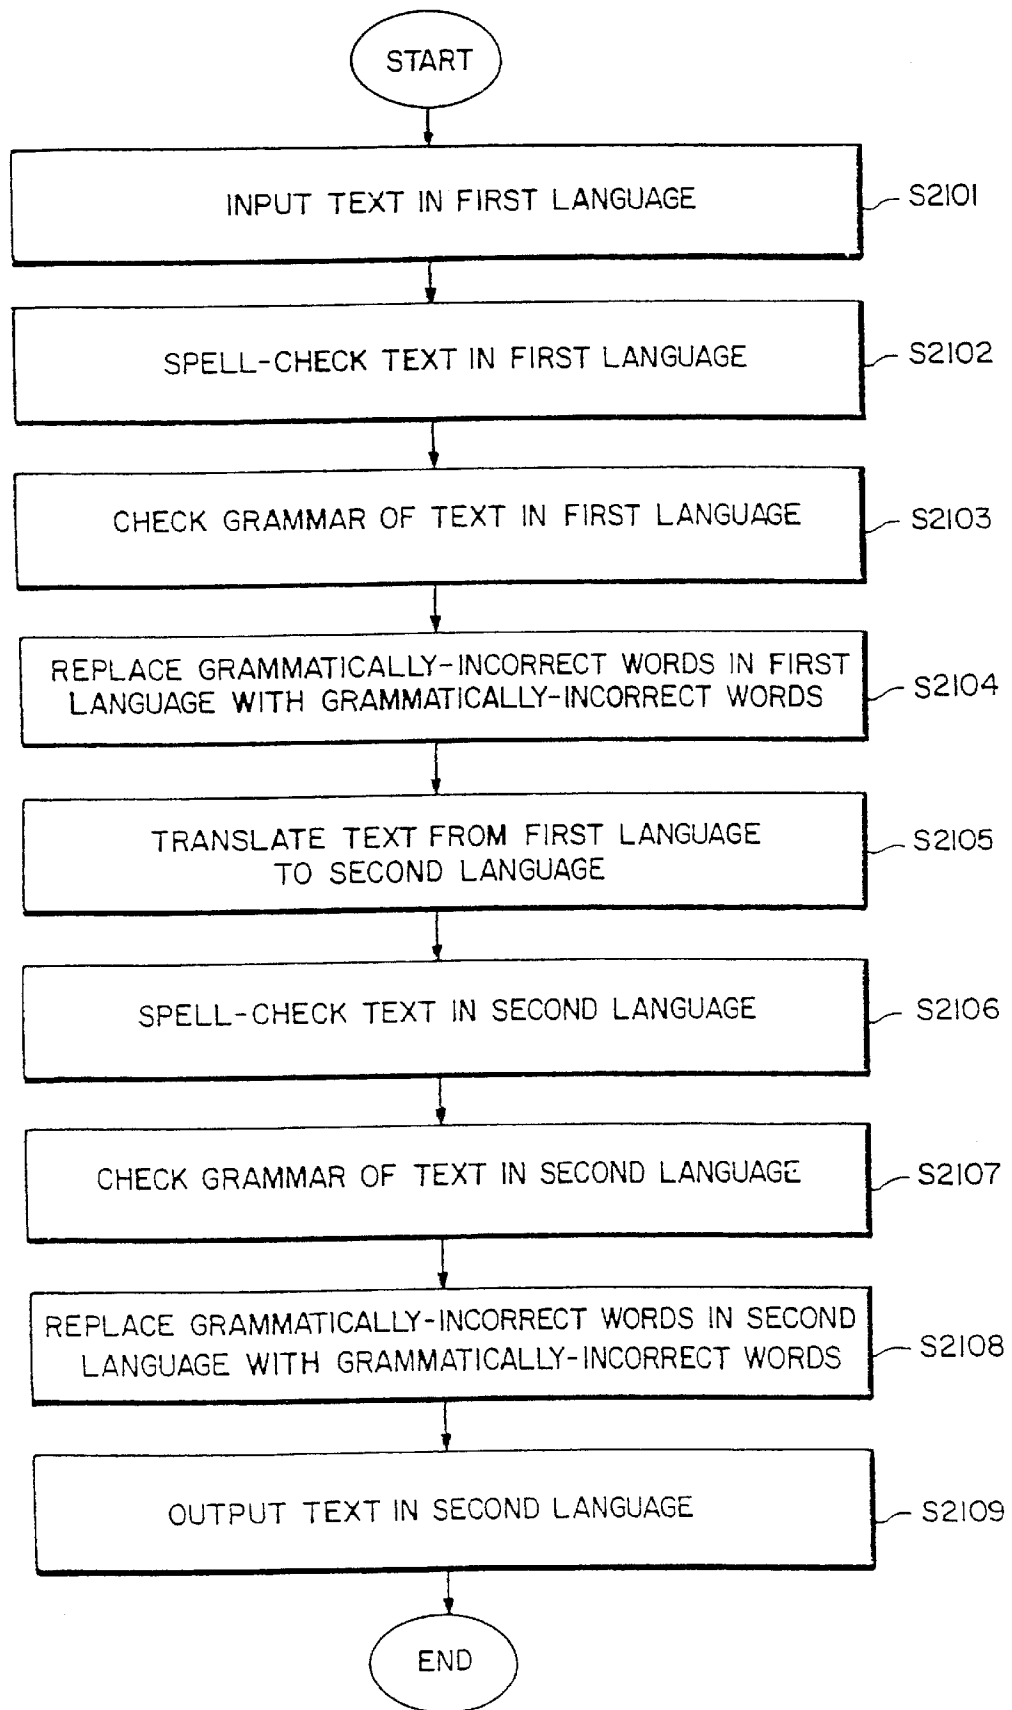 START
INPUT TEXT IN FIRST LANGUAGE
S2101
SPELL-CHECK TEXT IN FIRST LANGUAGE
S2102
CHECK GRAMMAR OF TEXT IN FIRST LANGUAGE
S2103
REPLACE GRAMMATICALLY-INCORRECT WORDS IN FIRST
LANGUAGE WITH GRAMMATICALLY-INCORRECT WORDS
S2104
TRANSLATE TEXT FROM FIRST LANGUAGE
TO SECOND LANGUAGE
S2105
SPELL-CHECK TEXT IN SECOND LANGUAGE
S2106
CHECK GRAMMAR OF TEXT IN SECOND LANGUAGE
S2107
REPLACE GRAMMATICALLY-INCORRECT WORDS IN SECOND
LANGUAGE WITH GRAMMATICALLY-INCORRECT WORDS
S2108
OUTPUT TEXT IN SECOND LANGUAGE
S2109
END